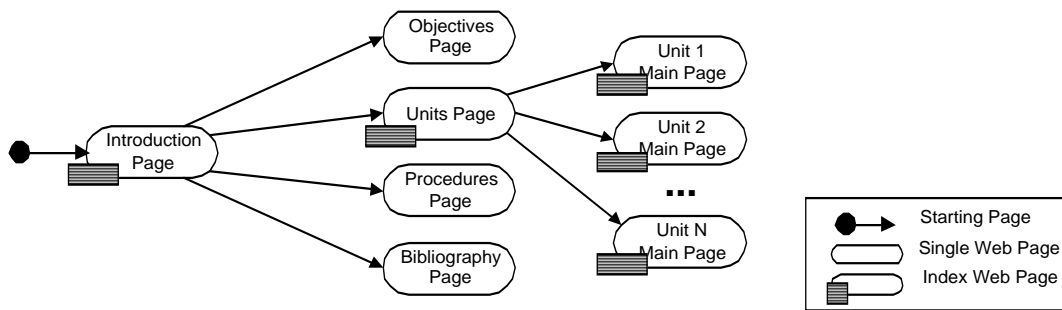 Objectives
Page
Unit 1
Main Page
Introduction
Page
Units Page
Unit 2
Main Page
...
Procedures
Page
Unit N
Main Page
Bibliography
Page
Starting Page
Single Web Page
Index Web Page